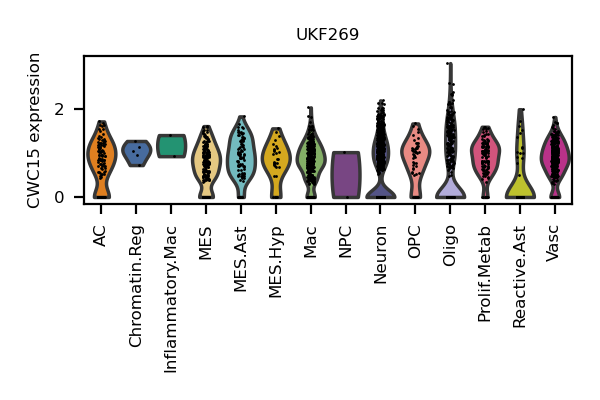 UKF269
CWC15 expression
2
0
AC
Chromatin.Reg
Inflammatory.Mac
MES
MES.Ast
MES.Hyp
Mac
NPC
Neuron
OPC
Oligo
Prolif.Metab
Reactive.Ast
Vasc